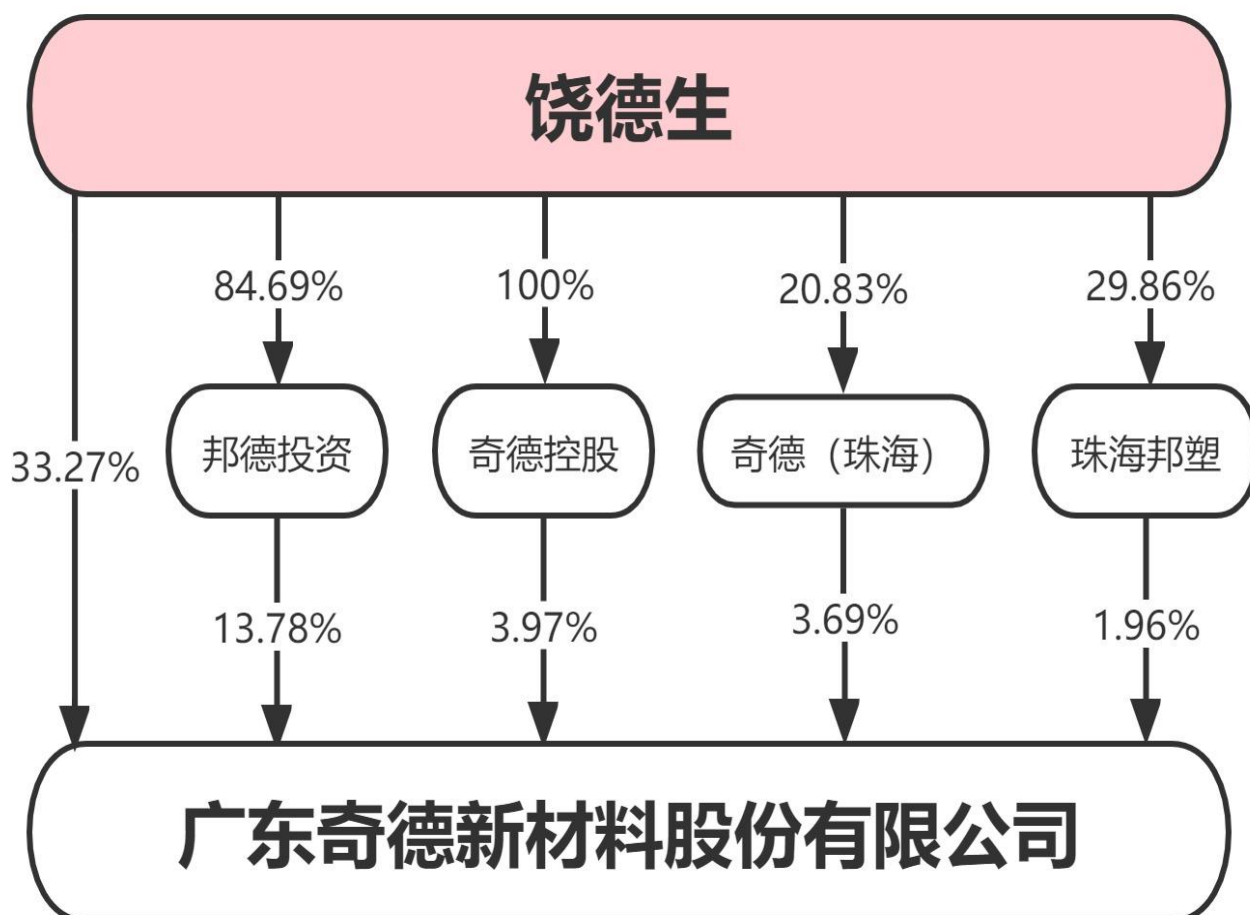 饶德生
84.69%
100%
20.83%
29.86%
邦德投资
奇德控股
奇德（珠海）
珠海邦塑
33.27%
13.78%
3.97%
3.69%
1.96%
广东奇德新材料股份有限公司